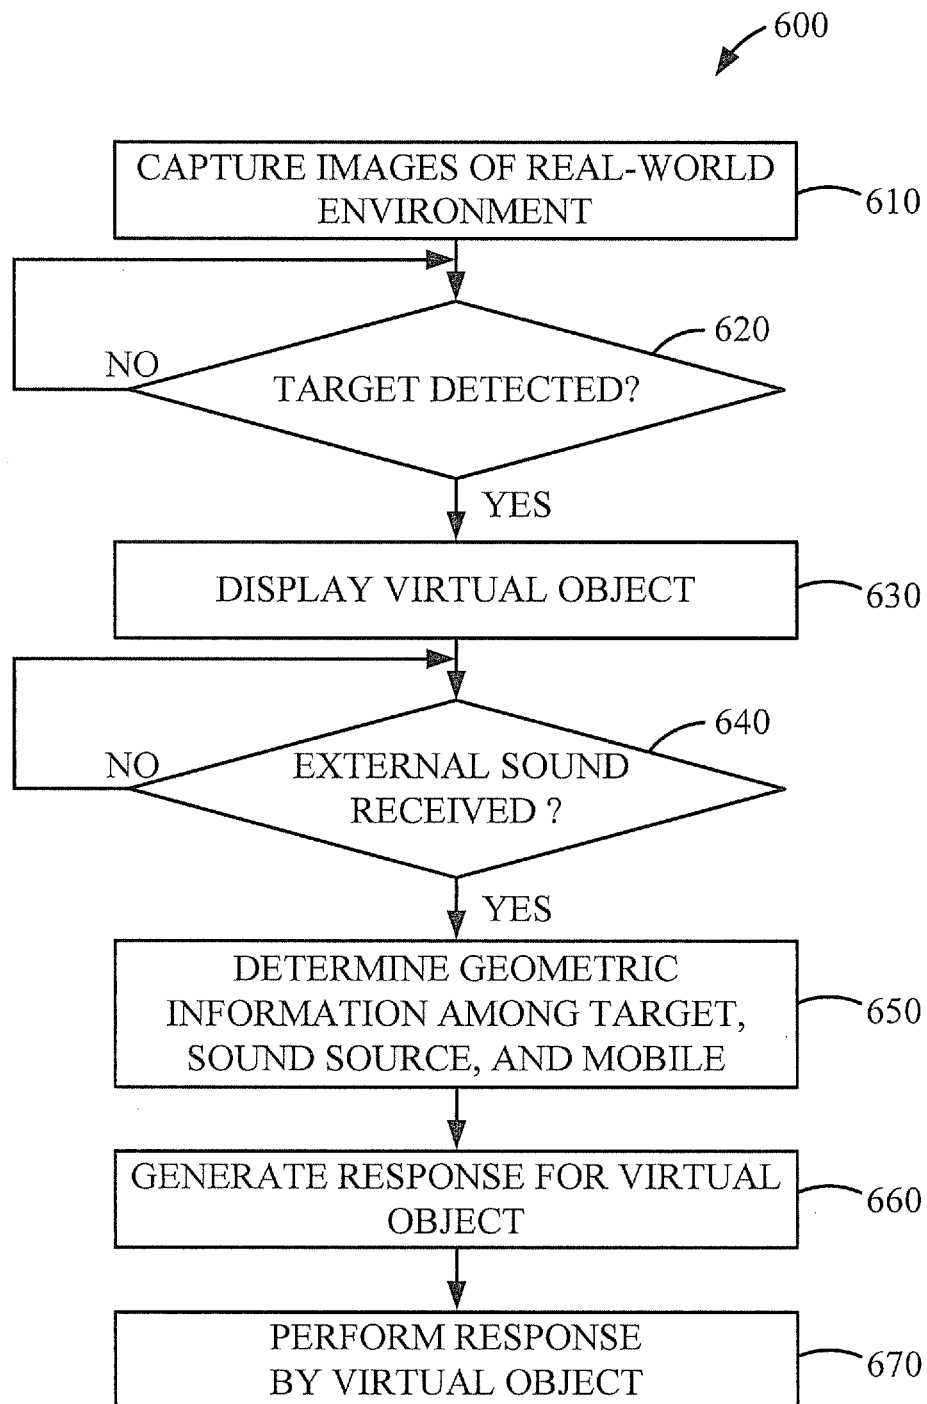 600
CAPTURE IMAGES OF REAL-WORLD
ENVIRONMENT
610
620
NO
TARGET DETECTED?
YES
DISPLAY VIRTUAL OBJECT
630
640
NO
EXTERNAL SOUND
RECEIVED ?
YES
DETERMINE GEOMETRIC
INFORMATION AMONG TARGET,
SOUND SOURCE, AND MOBILE
650
GENERATE RESPONSE FOR VIRTUAL
OBJECT
660
PERFORM RESPONSE
BY VIRTUAL OBJECT
670